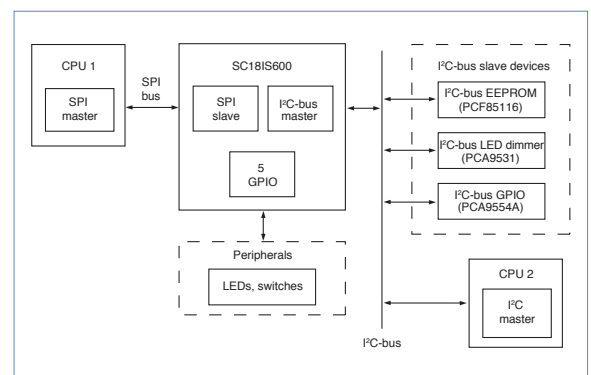 CPU 1
SPI
master
SPI
bus
SC18IS600
SPI
slave
I²C-bus
master
5
GPIO
Peripherals
LEDs, switches
I²C-bus slave devices
I²C-bus EEPROM
(PCF85116)
I²C-bus LED dimmer
(PCA9531)
I²C-bus GPIO
(PCA9554A)
CPU 2
I²C
master
I²C-bus